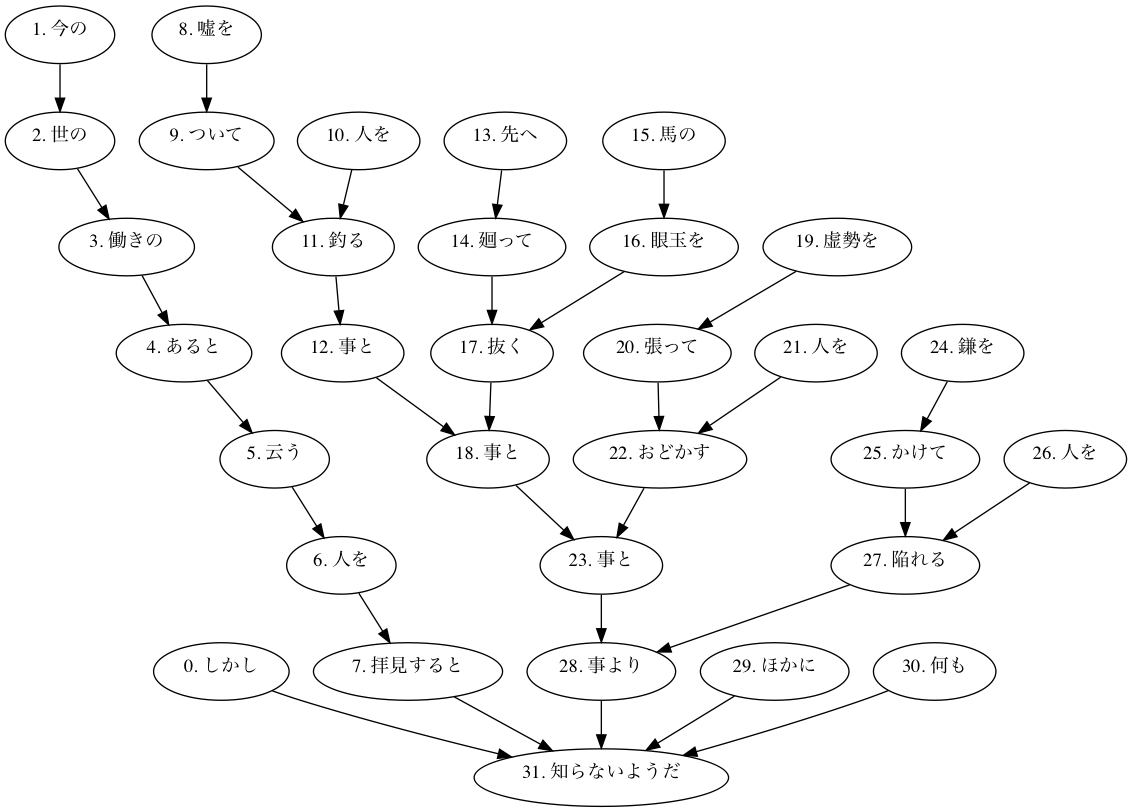 1. 今の
8. 嘘を
2. 世の
9. ついて
10. 人を
13. 先へ
15. 馬の
3. 働きの
11. 釣る
14. 廻って
16. 眼玉を
19. 虚勢を
4. あると
12. 事と
17. 抜く
20. 張って
21. 人を
24. 鎌を
5. 云う
18. 事と
22. おどかす
25. かけて
26. 人を
6. 人を
23. 事と
27. 陥れる
0. しかし
7. 拝見すると
28. 事より
29. ほかに
30. 何も
31. 知らないようだ